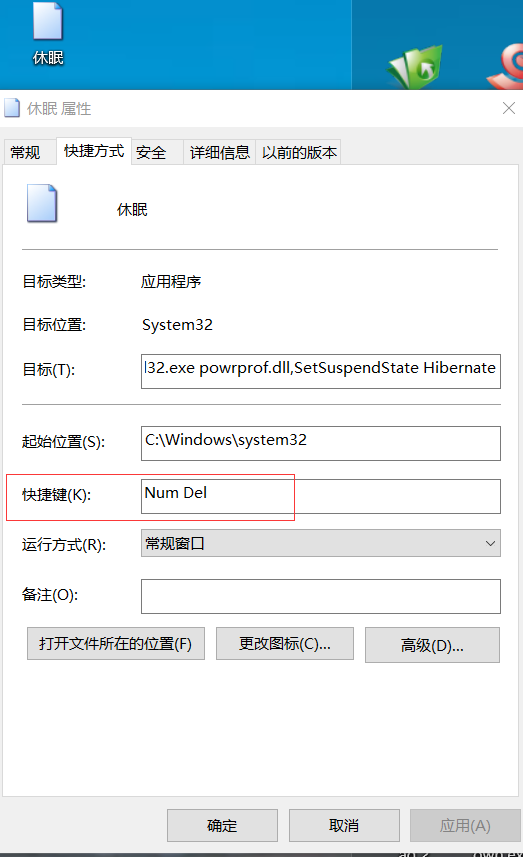 休眠
休眠 属性
常规 快捷方式 安全 详细信息 以前的版本
休眠
目标类型: 应用程序
目标位置: System32
目标(T): l32.exe powrprof.dll,SetSuspendState Hibernate
起始位置(S): C:\Windows\system32
快捷键(K): Num Del
运行方式(R): 常规窗口
备注(O):
打开文件所在的位置(F) 更改图标(C)... 高级(D)...
确定 取消 应用(A)